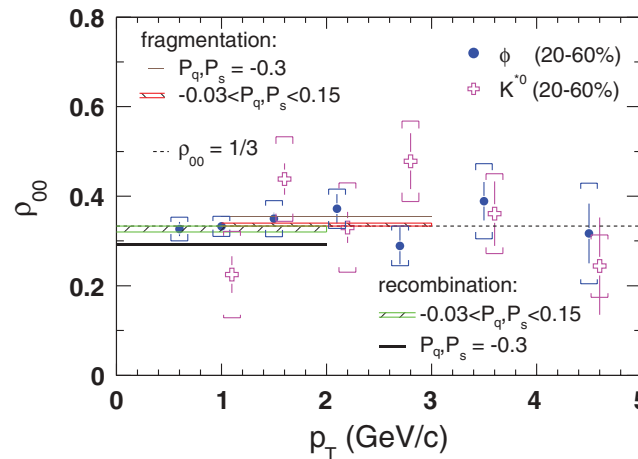 0.8
fragmentation:
P_q,P_s = -0.3
-0.03<P_q,P_s<0.15
ρ_00 = 1/3
φ (20-60%)
K^*0 (20-60%)
0.6
0.4
0.2
0
ρ_00
recombination:
-0.03<P_q,P_s<0.15
P_q,P_s = -0.3
0 1 2 3 4 5
p_T (GeV/c)